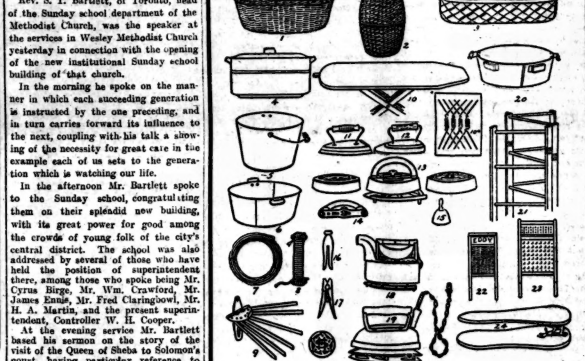 Rev. S. T. Bartlett, of Toronto, head
of the Sunday school department of the
Methodist Church, was the speaker at
the services in Wesley Methodist Church
yesterday in connection with the opening
of the new institutional Sunday school
building of that church.
In the morning he spoke on the man-
ner in which each succeeding generation
is instructed by the one preceding, and
in turn carries forward its influence to
the next, coupling with his talk a show-
ing of the necessity for great care in the
example each of us sets to the genera-
tion which is watching our life.
In the afternoon Mr. Bartlett spoke
to the Sunday school, congratulating
them on their splendid new building,
with its great power for good among
the crowds of young folk of the city's
central district. The school was also
addressed by several of those who have
held the position of superintendent
there, among those who spoke being Mr.
Cyrus Birge, Mr. Wm. Crawford, Mr.
James Ennis, Mr. Fred Claringbowl, Mr.
H. A. Martin, and the present superin-
tendent, Controller W. H. Cooper.
At the evening service Mr. Bartlett
based his sermon on the story of the
visit of the Queen of Sheba to Solomon's
court, having particular reference to
1
2
3
4
10
20
5
11
12
13
6
14
15
21
7
8
16
17
18
EDDY
22
23
9
19
24